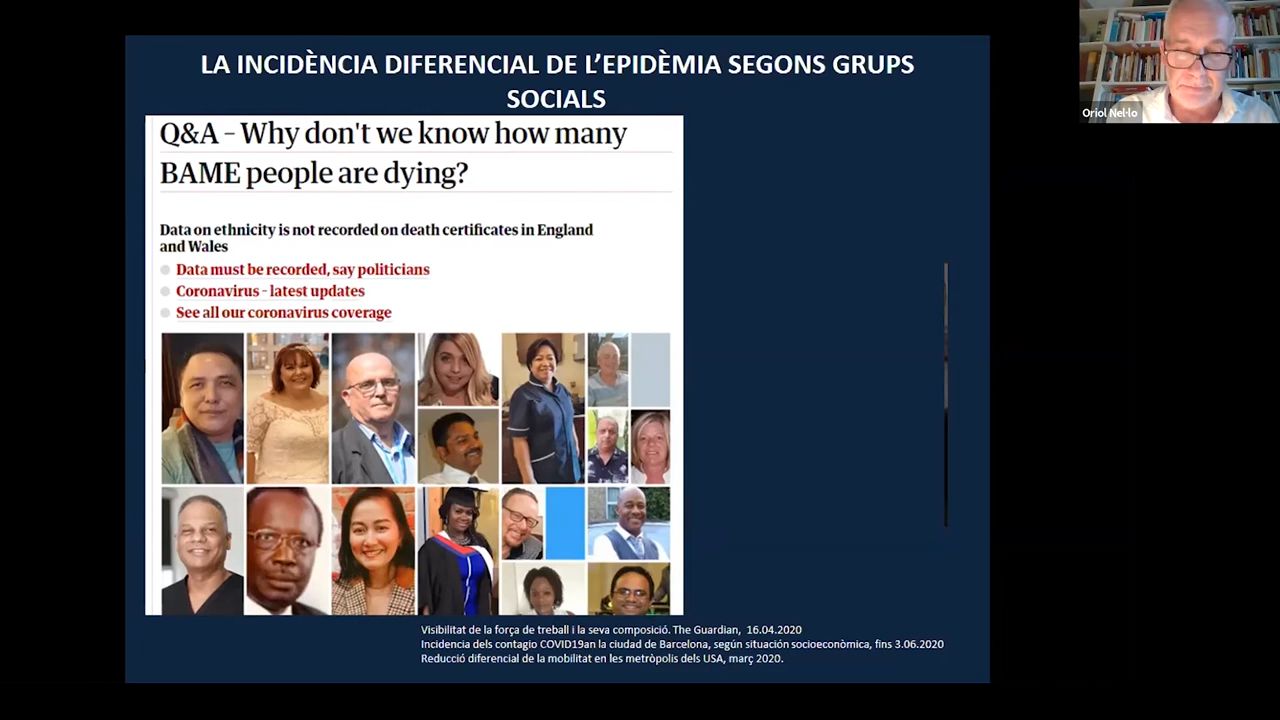 LA INCIDÈNCIA DIFERENCIAL DE L'EPIDÈMIA SEGONS GRUPS
SOCIALS
Q&A - Why don't we know how many
BAME people are dying?
Data on ethnicity is not recorded on death certificates in England
and Wales
Data must be recorded, say politicians
Coronavirus - latest updates
See all our coronavirus coverage
Visibilitat de la força de treball i la seva composició. The Guardian, 16.04.2020
Incidencia dels contagio COVID19an la ciudad de Barcelona, según situación socioeconòmica, fins 3.06.2020
Reducció diferencial de la mobilitat en les metròpolis dels USA, març 2020.
Oriol Nel·lo